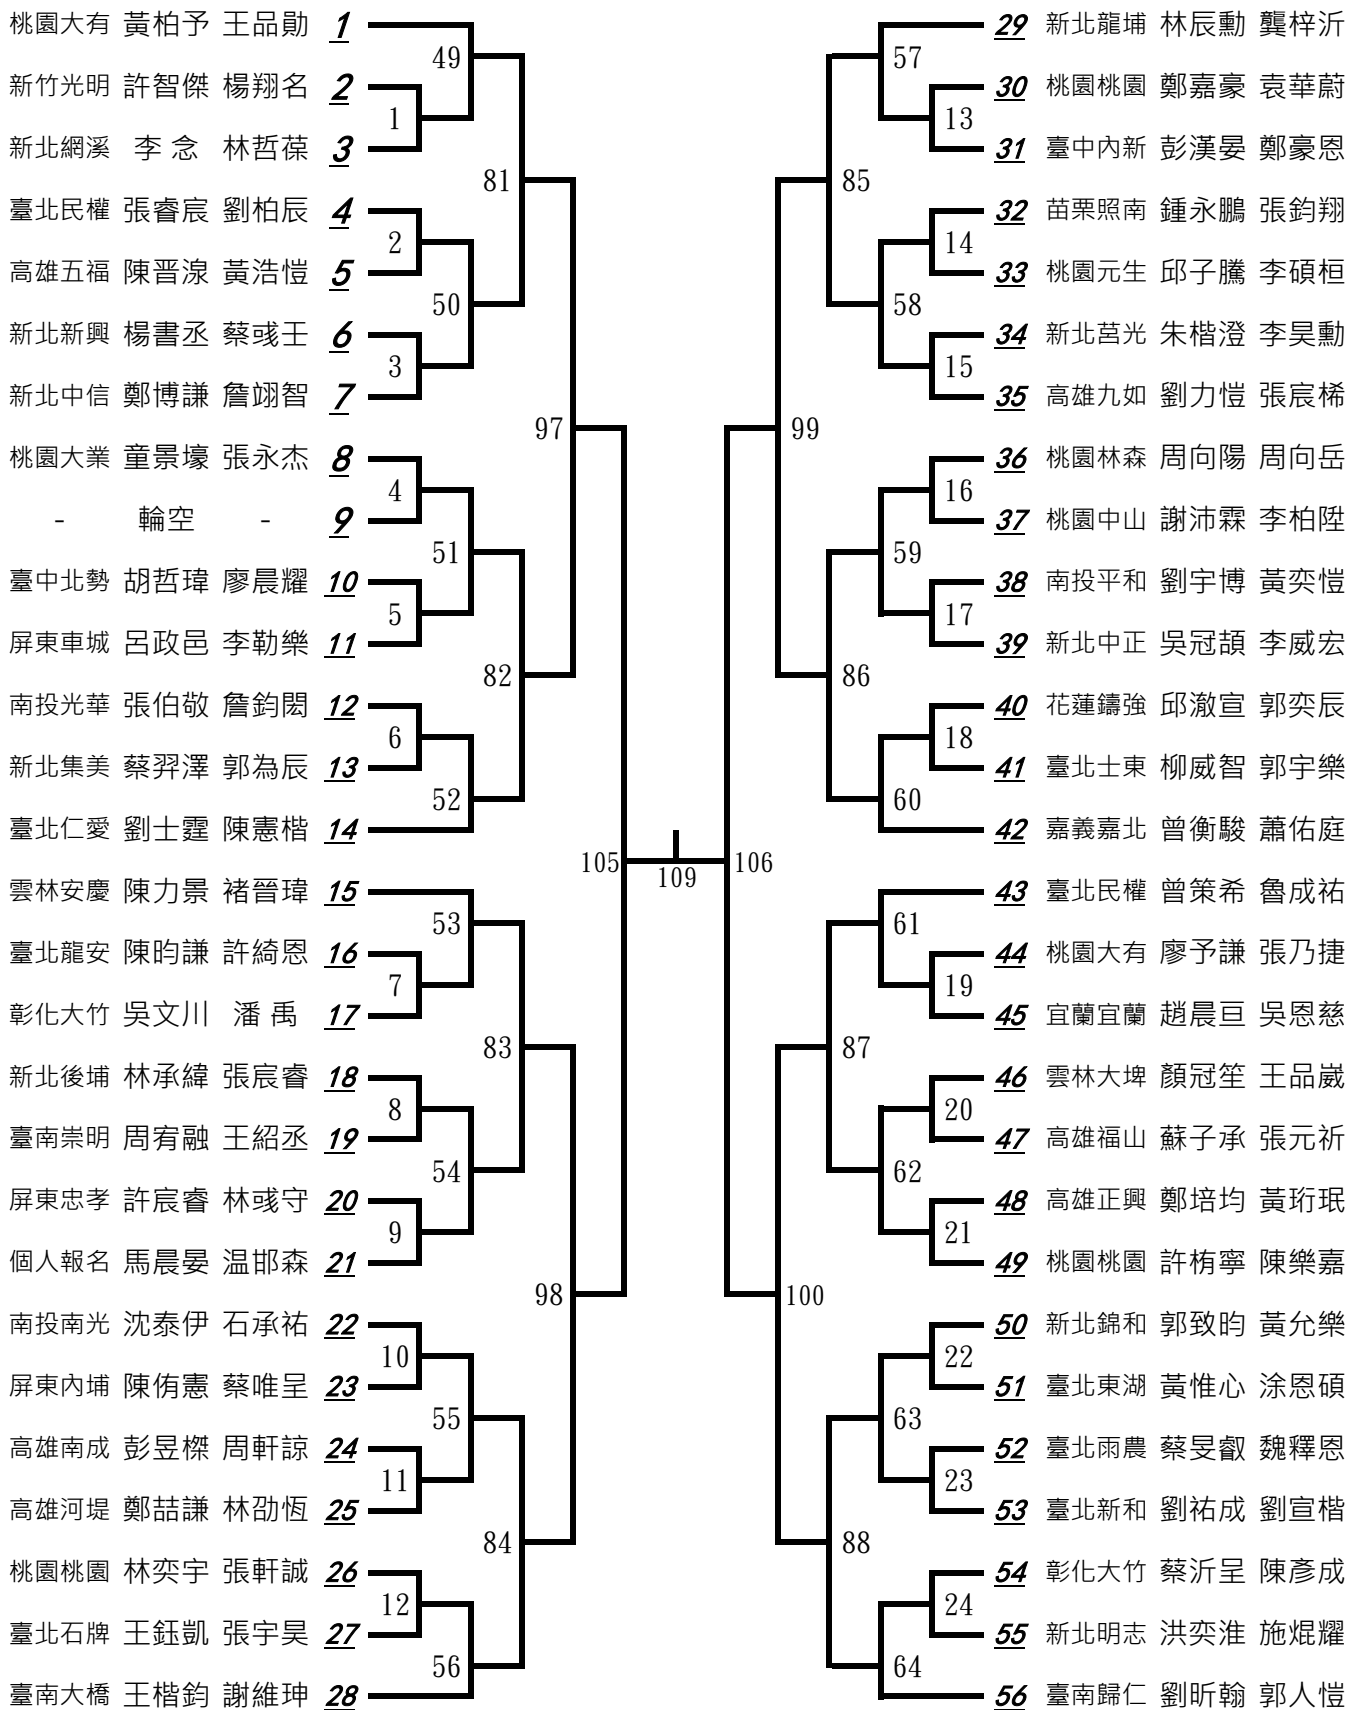 桃園大有 黃柏予 王品勛 1
49
新竹光明 許智傑 楊翔名 2
1
新北網溪 李念 林哲葆 3
81
臺北民權 張睿宸 劉柏辰 4
2
高雄五福 陳晋湶 黃浩愷 5
50
新北新興 楊書丞 蔡彧壬 6
3
新北中信 鄭博謙 詹翊智 7
97
桃園大業 童景壕 張永杰 8
4
- 輪空 - 9
51
臺中北勢 胡哲瑋 廖晨耀 10
5
屏東車城 呂政邑 李勒樂 11
82
南投光華 張伯敬 詹鈞閎 12
6
新北集美 蔡羿澤 郭為辰 13
52
臺北仁愛 劉士霆 陳憲楷 14
105
雲林安慶 陳力景 褚晉瑋 15
53
臺北龍安 陳昀謙 許綺恩 16
7
彰化大竹 吳文川 潘禹 17
83
新北後埔 林承緯 張宸睿 18
8
臺南崇明 周宥融 王紹丞 19
54
屏東忠孝 許宸睿 林彧守 20
9
個人報名 馬晨晏 温邯森 21
98
南投南光 沈泰伊 石承祐 22
10
屏東內埔 陳侑憲 蔡唯呈 23
55
高雄南成 彭昱榤 周軒諒 24
11
高雄河堤 鄭喆謙 林劭恆 25
84
桃園桃園 林奕宇 張軒誠 26
12
臺北石牌 王鈺凱 張宇昊 27
56
臺南大橋 王楷鈞 謝維珅 28
109
29 新北龍埔 林辰勳 龔梓沂
57
30 桃園桃園 鄭嘉豪 袁華蔚
13
31 臺中內新 彭漢晏 鄭豪恩
85
32 苗栗照南 鍾永鵬 張鈞翔
14
33 桃園元生 邱子騰 李碩桓
58
34 新北莒光 朱楷澄 李昊勳
15
35 高雄九如 劉力愷 張宸桸
99
36 桃園林森 周向陽 周向岳
16
37 桃園中山 謝沛霖 李柏陞
59
38 南投平和 劉宇博 黃奕愷
17
39 新北中正 吳冠頡 李威宏
86
40 花蓮鑄強 邱澈宣 郭奕辰
18
41 臺北士東 柳威智 郭宇樂
60
42 嘉義嘉北 曾衡駿 蕭佑庭
106
43 臺北民權 曾策希 魯成祐
61
44 桃園大有 廖予謙 張乃捷
19
45 宜蘭宜蘭 趙晨亘 吳恩慈
87
46 雲林大埤 顏冠笙 王品崴
20
47 高雄福山 蘇子承 張元祈
62
48 高雄正興 鄭培均 黃珩珉
21
49 桃園桃園 許栯寧 陳樂嘉
100
50 新北錦和 郭致昀 黃允樂
22
51 臺北東湖 黃惟心 涂恩碩
63
52 臺北雨農 蔡旻叡 魏釋恩
23
53 臺北新和 劉祐成 劉宣楷
88
54 彰化大竹 蔡沂呈 陳彥成
24
55 新北明志 洪奕淮 施焜耀
64
56 臺南歸仁 劉昕翰 郭人愷